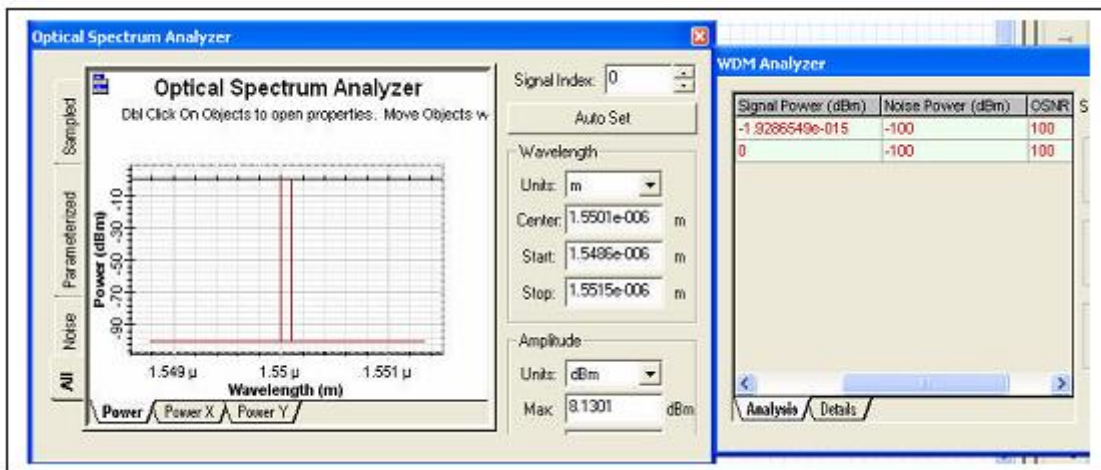 Optical Spectrum Analyzer
Sampled
Parameterized
Noise
All
Optical Spectrum Analyzer
Dbl Click On Objects to open properties. Move Objects w
Power (dBm)
-10
-30
-50
-70
-90
1.549 µ
1.55 µ
1.551 µ
Wavelength (m)
Power
Power X
Power Y
Signal Index: 0
Auto Set
Wavelength
Units: m
Center: 1.5501e-006 m
Start: 1.5486e-006 m
Stop: 1.5515e-006 m
Amplitude
Units: dBm
Max: 8.1301 dBm
WDM Analyzer
Signal Power (dBm) Noise Power (dBm) OSNR S
-1.9286549e-015 -100 100
0 -100 100
Analysis
Details